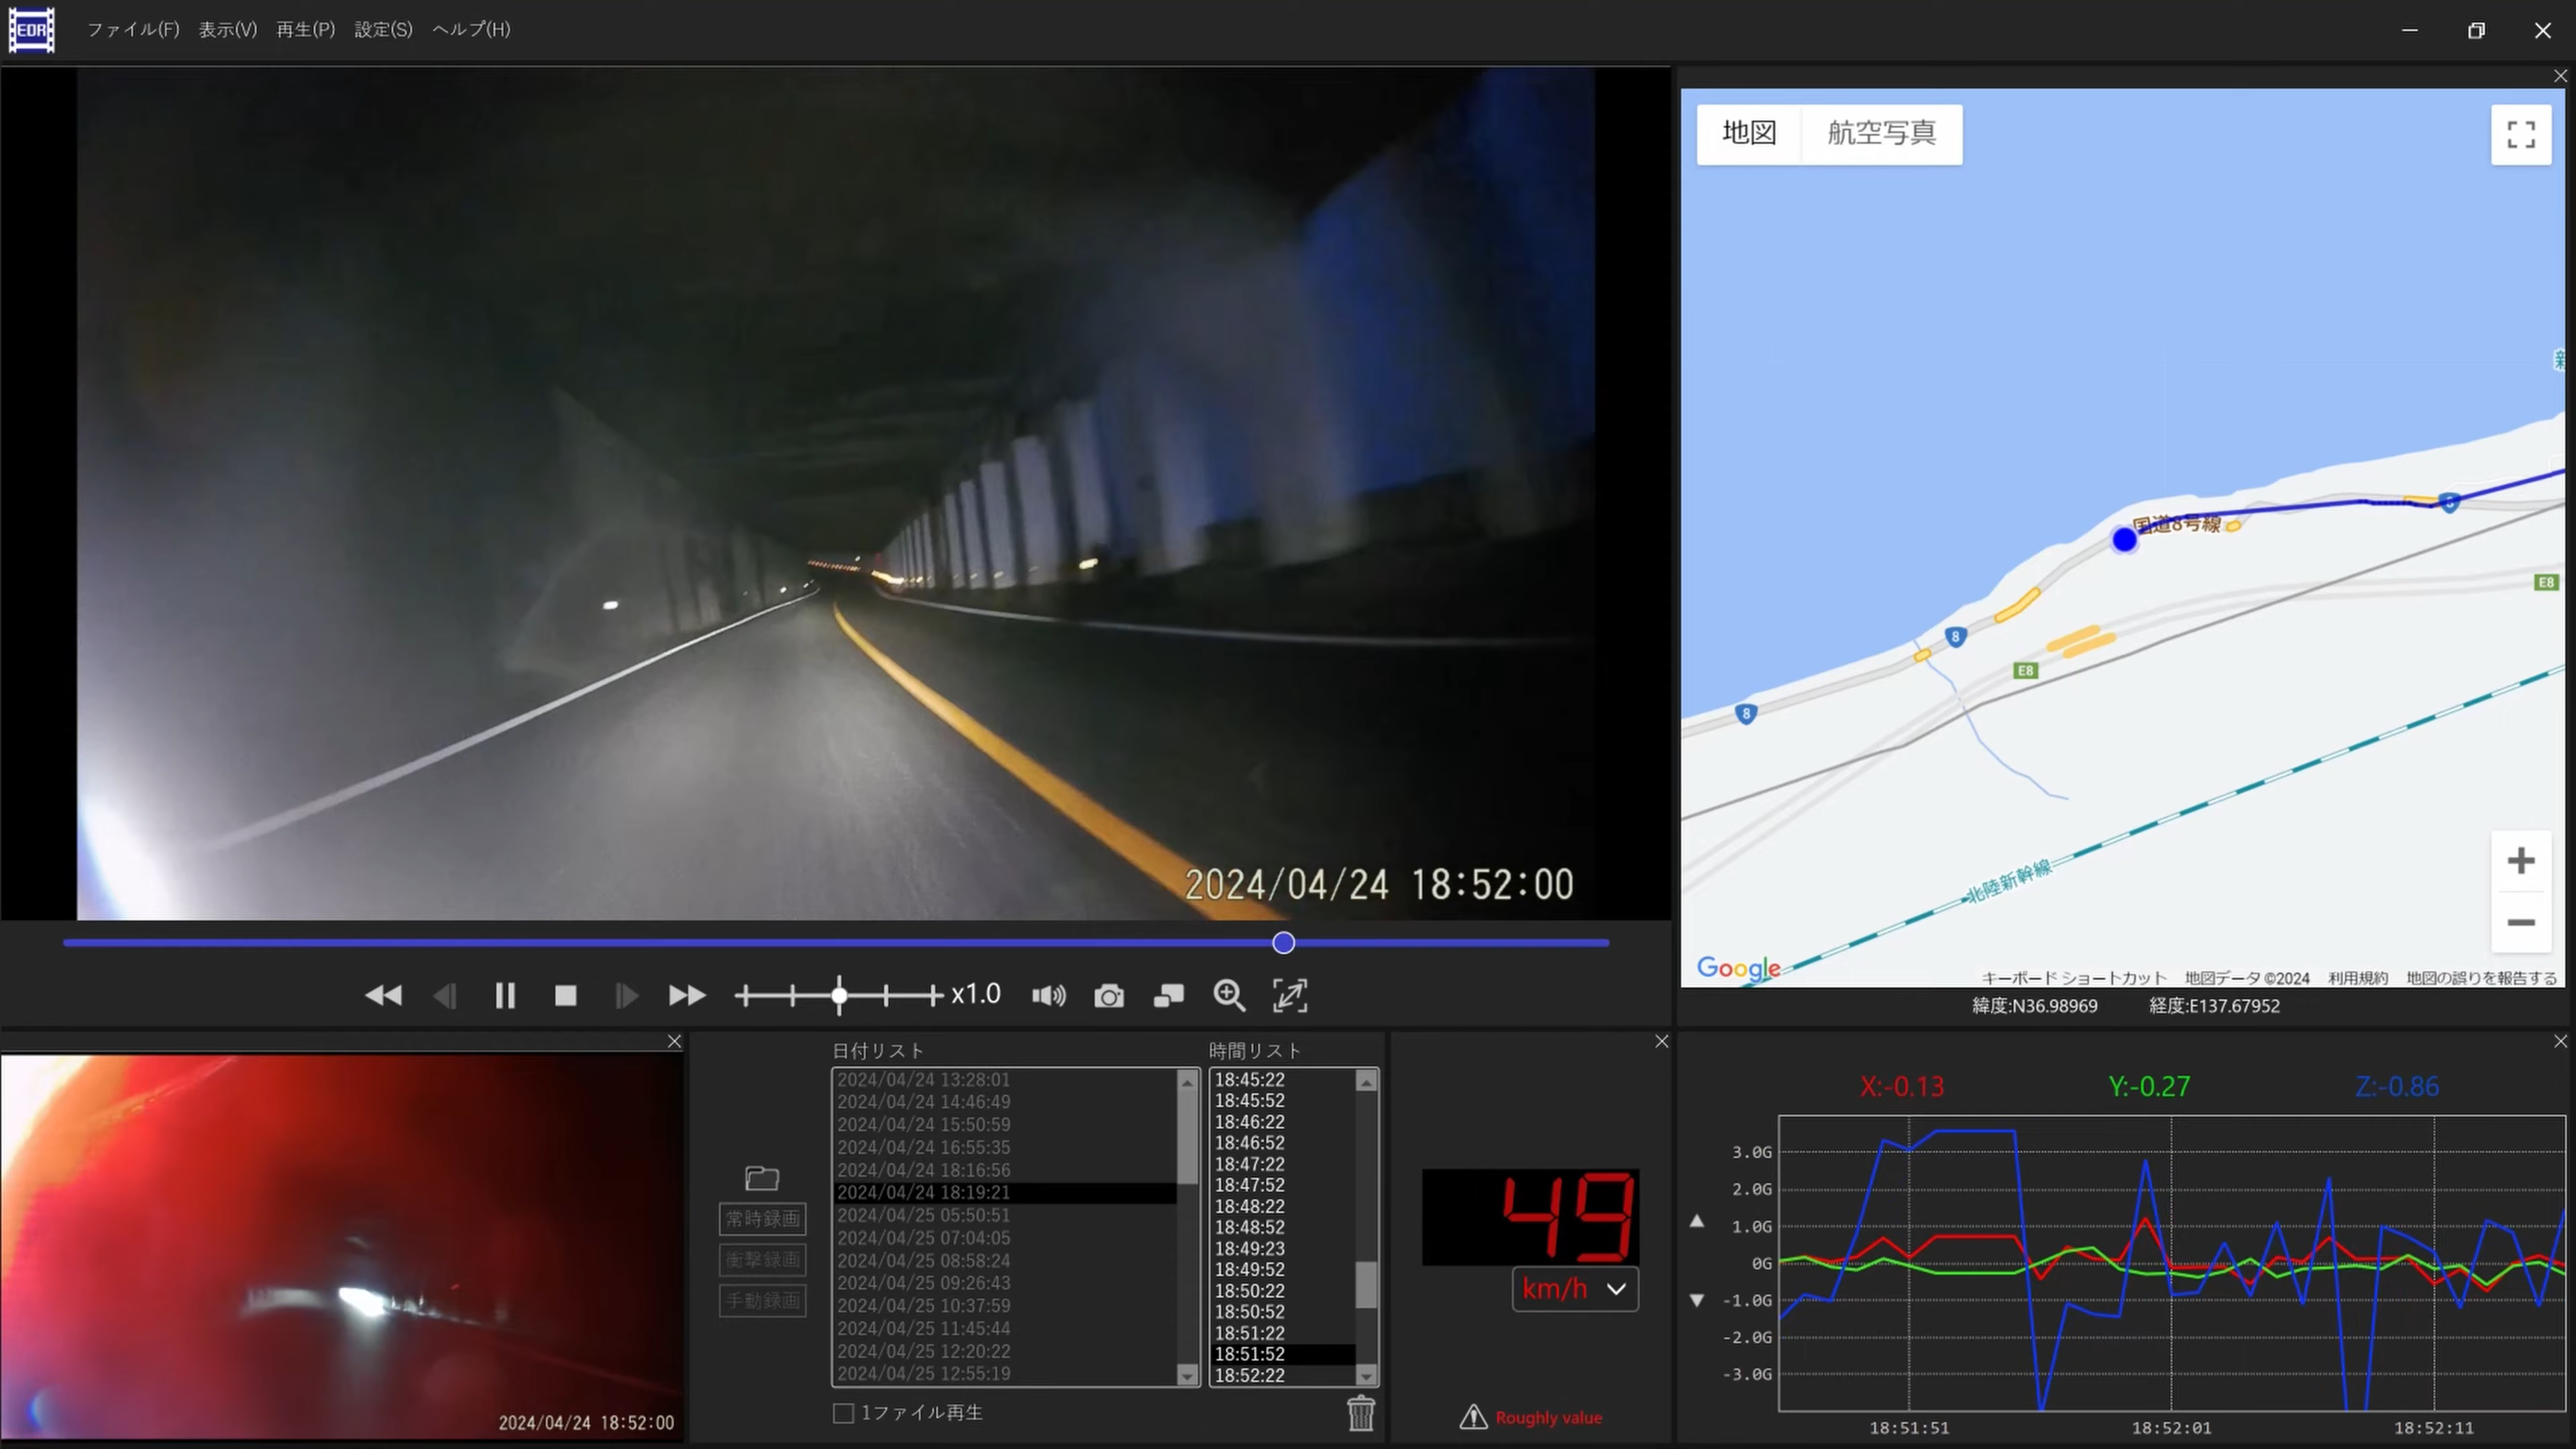 EDR
ファイル(F) 表示(V) 再生(P) 設定(S) ヘルプ(H)
2024/04/24 18:52:00
x1.0
地図 航空写真
国道8号線
8
8
8
E8
E8
北陸新幹線
Google
キーボード ショートカット 地図データ ©2024 利用規約 地図の誤りを報告する
緯度:N36.98969 経度:E137.67952
2024/04/24 18:52:00
常時録画
衝撃録画
手動録画
日付リスト
2024/04/24 13:28:01
2024/04/24 14:46:49
2024/04/24 15:50:59
2024/04/24 16:55:35
2024/04/24 18:16:56
2024/04/24 18:19:21
2024/04/25 05:50:51
2024/04/25 07:04:05
2024/04/25 08:58:24
2024/04/25 09:26:43
2024/04/25 10:37:59
2024/04/25 11:45:44
2024/04/25 12:20:22
2024/04/25 12:55:19
1ファイル再生
時間リスト
18:45:22
18:45:52
18:46:22
18:46:52
18:47:22
18:47:52
18:48:22
18:48:52
18:49:23
18:49:52
18:50:22
18:50:52
18:51:22
18:51:52
18:52:22
49
km/h
Roughly value
X:-0.13 Y:-0.27 Z:-0.86
3.0G
2.0G
1.0G
0G
-1.0G
-2.0G
-3.0G
18:51:51 18:52:01 18:52:11